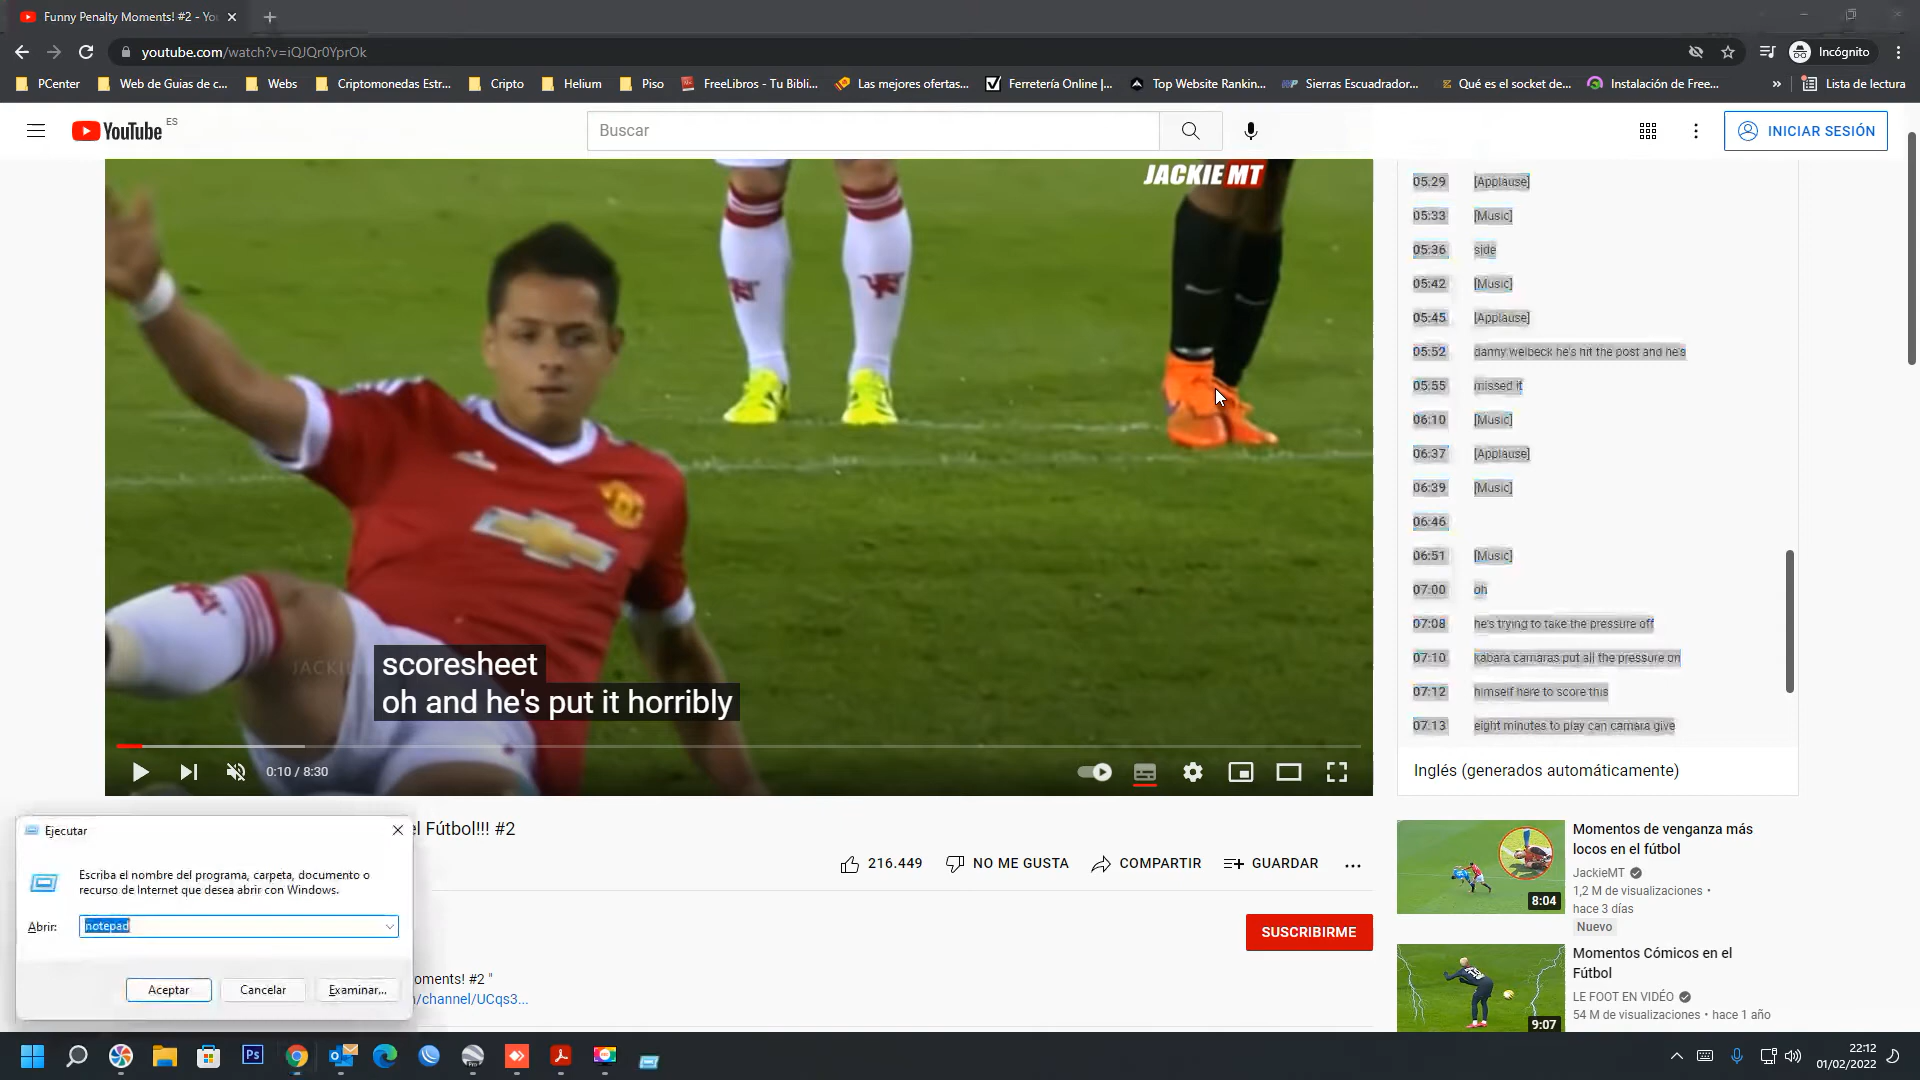 Funny Penalty Moments! #2 - Yo
youtube.com/watch?v=iQJQr0YprOk
Incógnito
PCenter
Web de Guias de c...
Webs
Criptomonedas Estr...
Cripto
Helium
Piso
FreeLibros - Tu Bibli...
Las mejores ofertas...
Ferretería Online |...
Top Website Rankin...
Sierras Escuadrador...
Qué es el socket de...
Instalación de Free...
»
Lista de lectura
YouTube ES
Buscar
INICIAR SESIÓN
JACKIE MT
05:29 [Applause]
05:33 [Music]
05:36 side
05:42 [Music]
05:45 [Applause]
05:52 danny welbeck he's hit the post and he's
05:55 missed it
06:10 [Music]
06:37 [Applause]
06:39 [Music]
06:46
06:51 [Music]
07:00 oh
07:08 he's trying to take the pressure off
07:10 kabara camaras put all the pressure on
07:12 himself here to score this
07:13 eight minutes to play can camara give
Inglés (generados automáticamente)
JACKIE
scoresheet
oh and he's put it horribly
0:10 / 8:30
el Fútbol!!! #2
216.449
NO ME GUSTA
COMPARTIR
GUARDAR
SUSCRIBIRME
oments! #2 "
/channel/UCqs3...
Ejecutar
Escriba el nombre del programa, carpeta, documento o
recurso de Internet que desea abrir con Windows.
Abrir: notepad
Aceptar
Cancelar
Examinar...
8:04
Momentos de venganza más
locos en el fútbol
JackieMT
1,2 M de visualizaciones •
hace 3 días
Nuevo
9:07
Momentos Cómicos en el
Fútbol
LE FOOT EN VIDÉO
54 M de visualizaciones • hace 1 año
Ps
22:12
01/02/2022